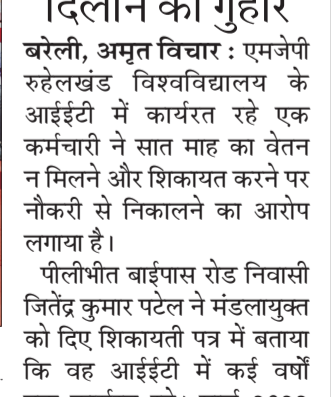 दिलाने की गुहार
बरेली, अमृत विचार : एमजेपी
रुहेलखंड विश्वविद्यालय के
आईईटी में कार्यरत रहे एक
कर्मचारी ने सात माह का वेतन
न मिलने और शिकायत करने पर
नौकरी से निकालने का आरोप
लगाया है।
पीलीभीत बाईपास रोड निवासी
जितेंद्र कुमार पटेल ने मंडलायुक्त
को दिए शिकायती पत्र में बताया
कि वह आईईटी में कई वर्षों